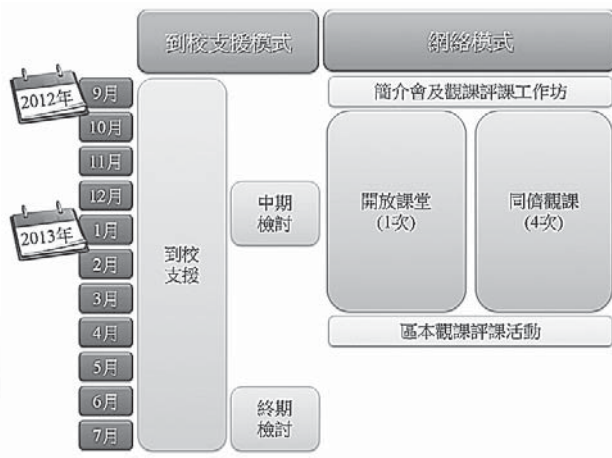 到校支援模式
網絡模式
2012年
9月
10月
11月
12月
2013年
1月
2月
3月
4月
5月
6月
7月
到校
支援
中期
檢討
終期
檢討
簡介會及觀課評課工作坊
開放課堂
(1次)
同儕觀課
(4次)
區本觀課評課活動